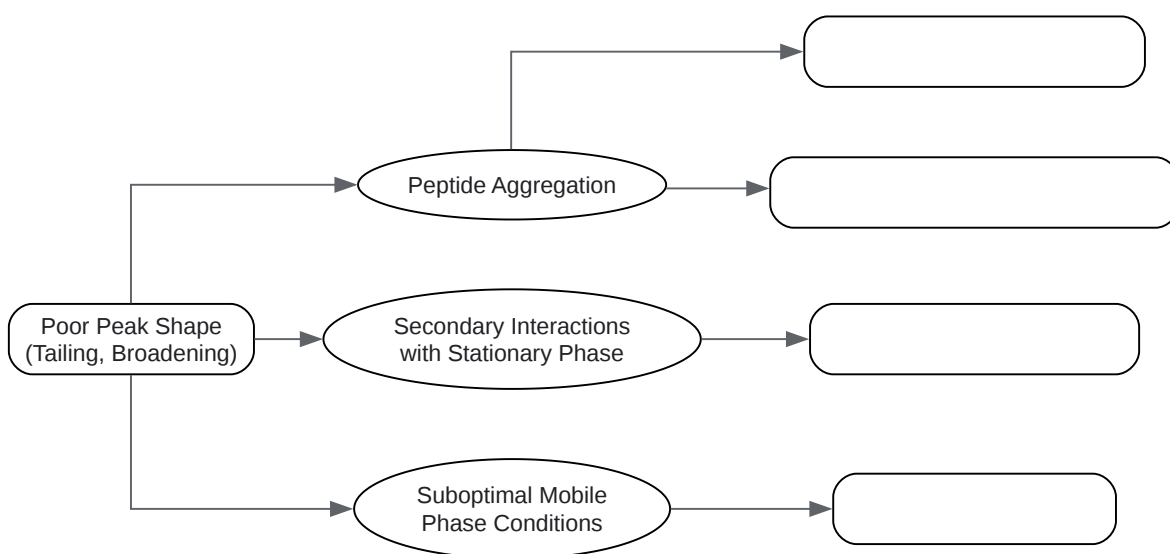 Peptide Aggregation
Poor Peak Shape
(Tailing, Broadening)
Secondary Interactions
with Stationary Phase
Suboptimal Mobile
Phase Conditions